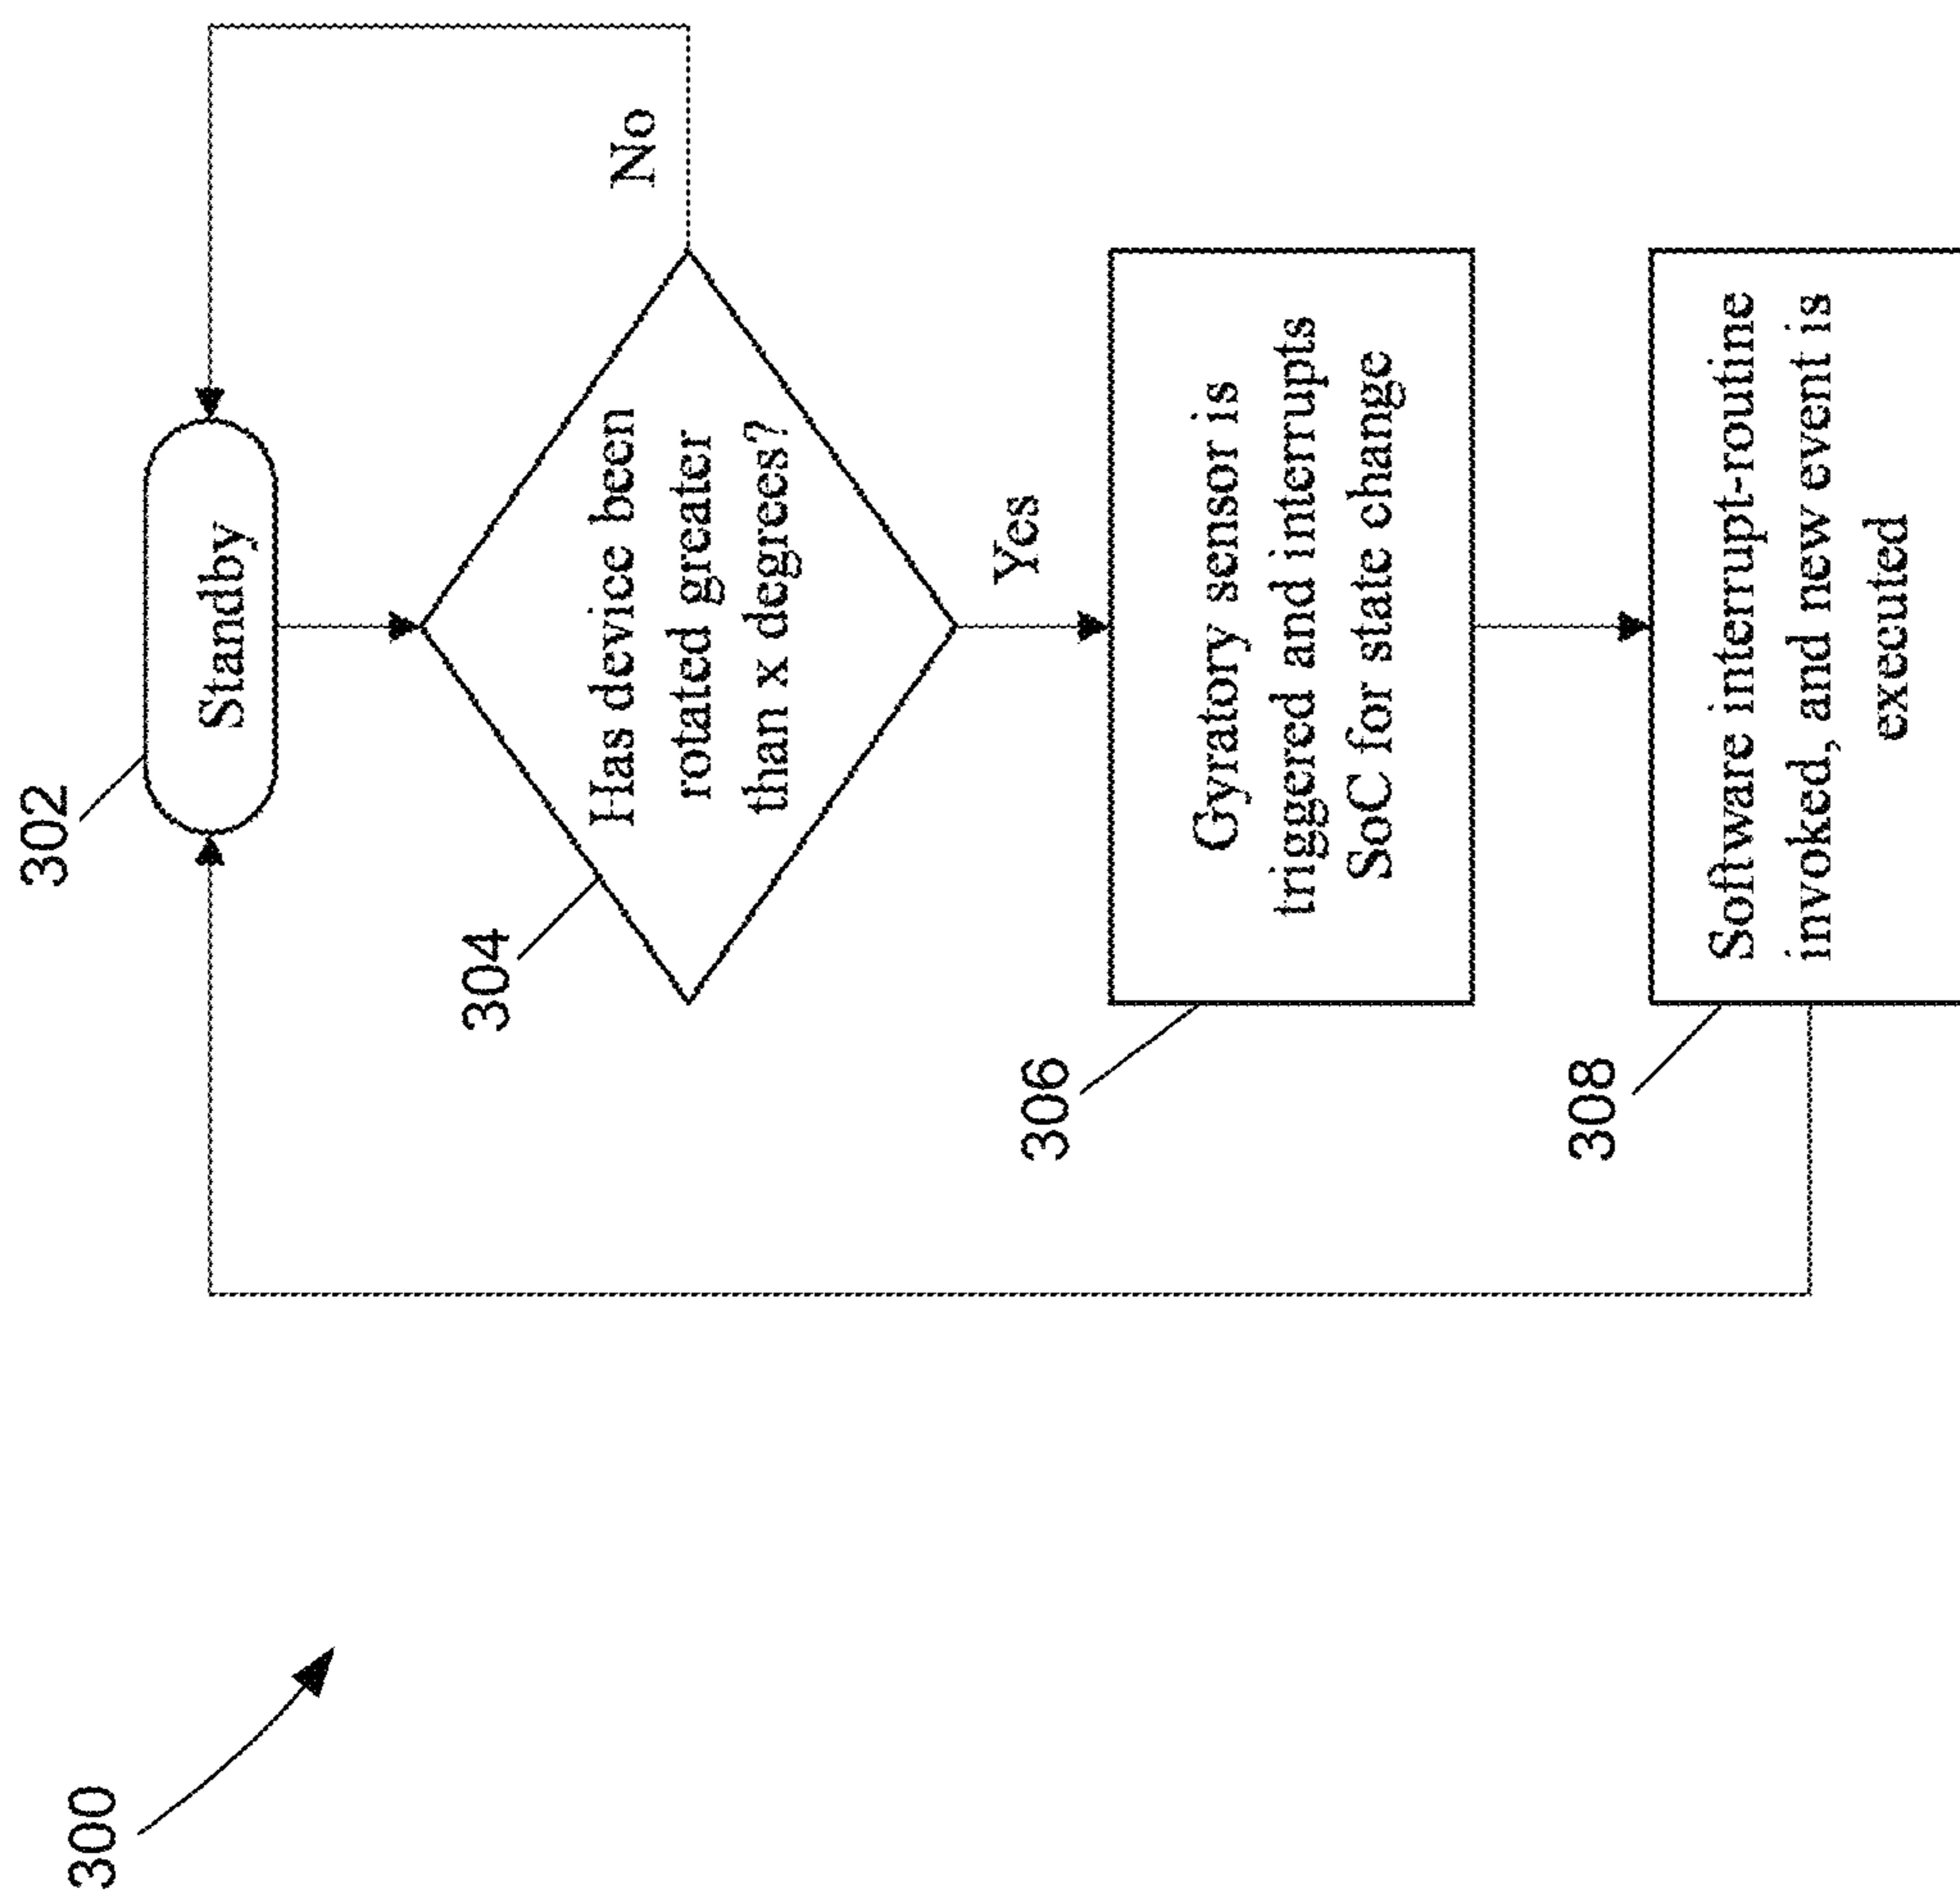 300
302
Standby
304
Has device been
rotated greater
than x degrees?
No
Yes
306
Gyratory sensor is
triggered and interrupts
SoC for state change
308
Software interrupt-routine
invoked, and new event is
executed